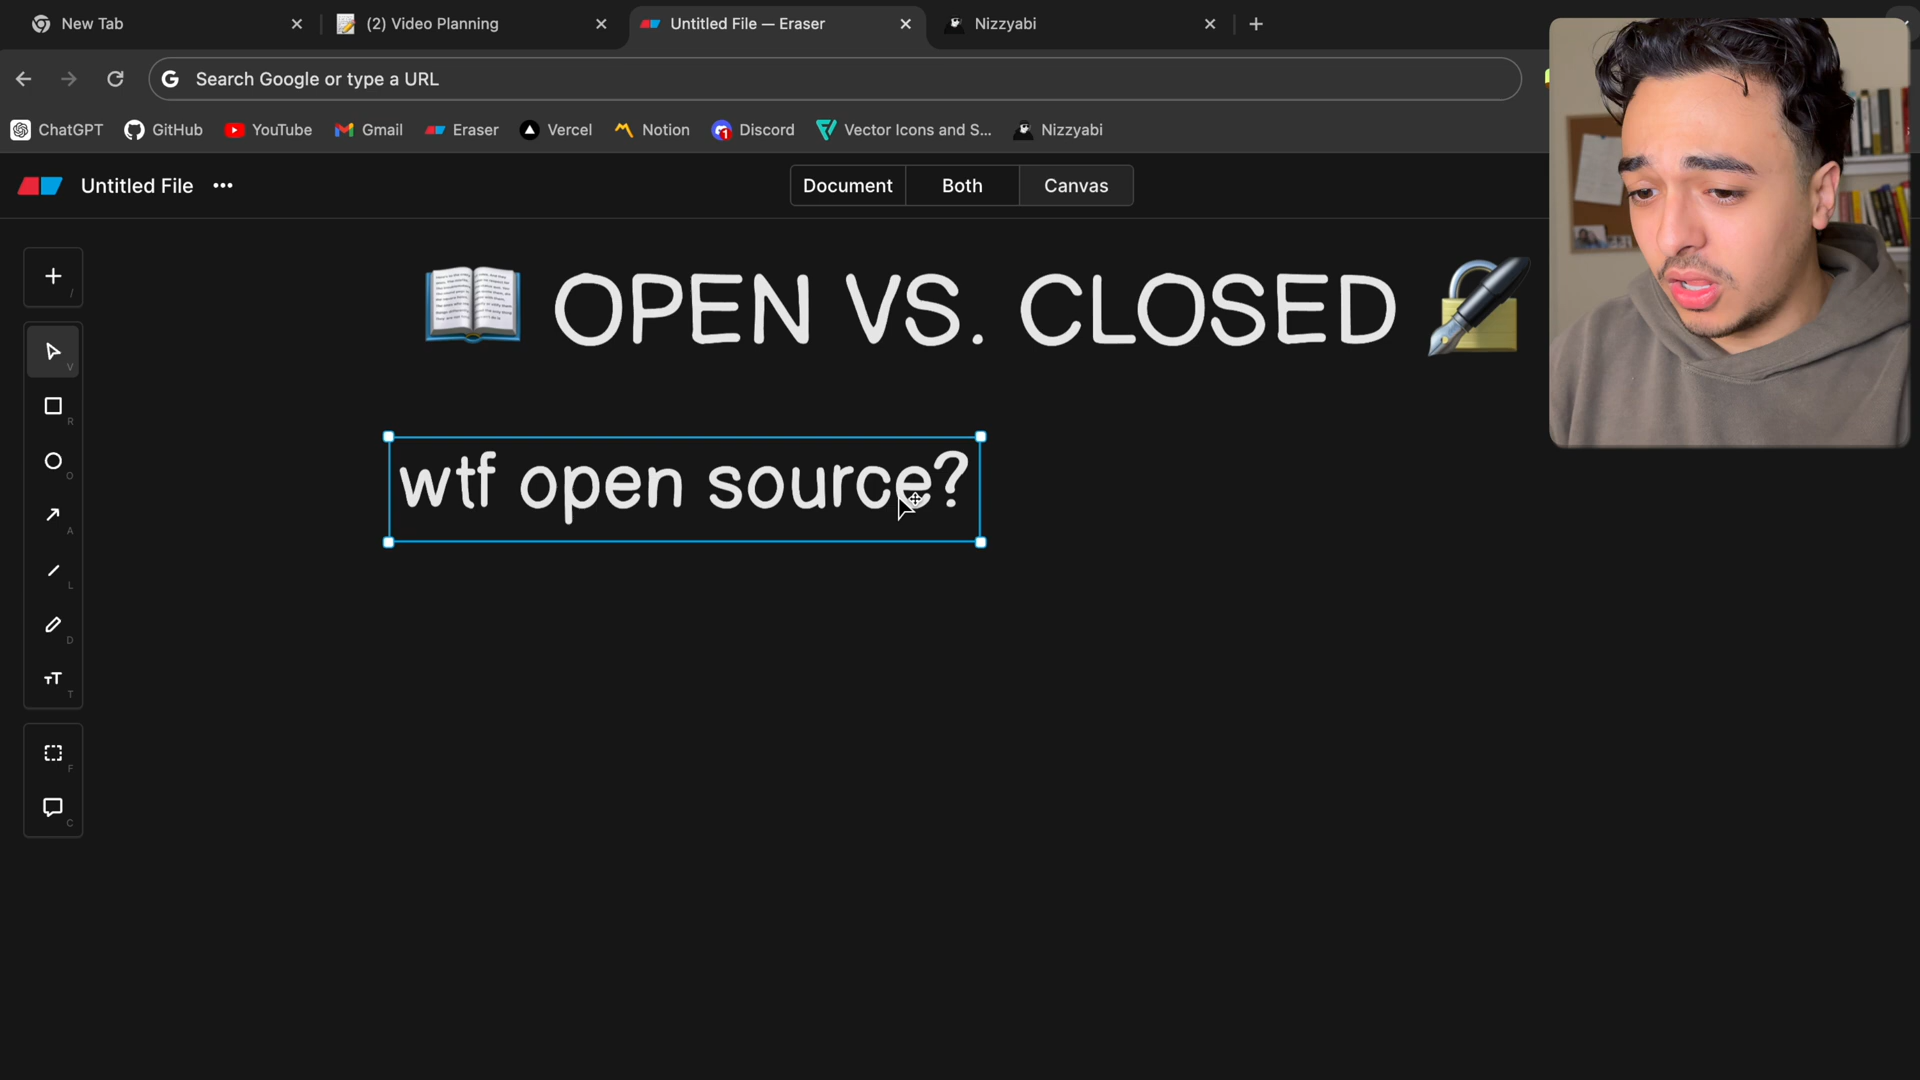 New Tab
(2) Video Planning
Untitled File — Eraser
Nizzyabi
Search Google or type a URL
ChatGPT
GitHub
YouTube
Gmail
Eraser
Vercel
Notion
Discord
Vector Icons and S...
Nizzyabi
Untitled File
Document
Both
Canvas
OPEN VS. CLOSED
wtf open source?
/
V
R
O
A
L
D
T
T
F
C